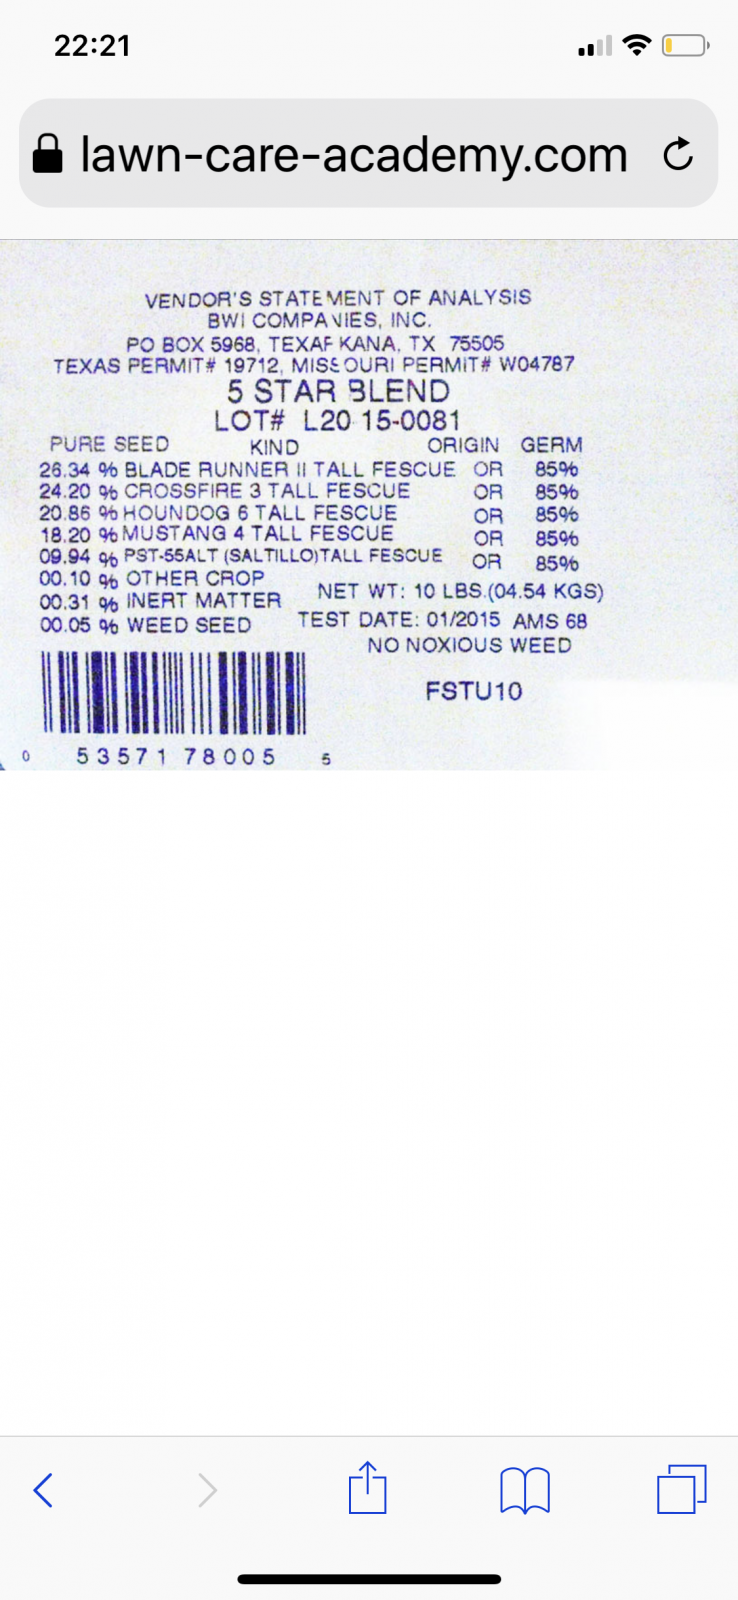 22:21
lawn-care-academy.com
VENDOR'S STATEMENT OF ANALYSIS
BWI COMPANIES, INC.
PO BOX 5968, TEXARKANA, TX 75505
TEXAS PERMIT# 19712, MISSOURI PERMIT# W04787
5 STAR BLEND
LOT# L20 15-0081
PURE SEED KIND ORIGIN GERM
26.34 % BLADE RUNNER II TALL FESCUE OR 85%
24.20 % CROSSFIRE 3 TALL FESCUE OR 85%
20.86 % HOUNDOG 6 TALL FESCUE OR 85%
18.20 % MUSTANG 4 TALL FESCUE OR 85%
09.94 % PST-55ALT (SALTILLO)TALL FESCUE OR 85%
00.10 % OTHER CROP
00.31 % INERT MATTER NET WT: 10 LBS.(04.54 KGS)
00.05 % WEED SEED TEST DATE: 01/2015 AMS 68
NO NOXIOUS WEED
FSTU10
0 53571 78005 5